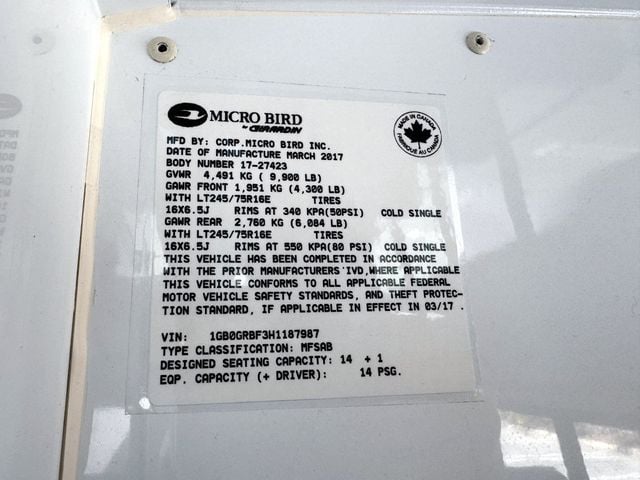 MICRO BIRD
by GIRARDIN
MADE IN CANADA
FABRIQUÉ AU CANADA
MFD BY: CORP.MICRO BIRD INC.
DATE OF MANUFACTURE MARCH 2017
BODY NUMBER 17-27423
GVWR 4,491 KG ( 9,900 LB)
GAWR FRONT 1,951 KG (4,300 LB)
WITH LT245/75R16E TIRES
16X6.5J RIMS AT 340 KPA(50PSI) COLD SINGLE
GAWR REAR 2,760 KG (6,084 LB)
WITH LT245/75R16E TIRES
16X6.5J RIMS AT 550 KPA(80 PSI) COLD SINGLE
THIS VEHICLE HAS BEEN COMPLETED IN ACCORDANCE
WITH THE PRIOR MANUFACTURERS'IVD,WHERE APPLICABLE
THIS VEHICLE CONFORMS TO ALL APPLICABLE FEDERAL
MOTOR VEHICLE SAFETY STANDARDS, AND THEFT PROTEC-
TION STANDARD, IF APPLICABLE IN EFFECT IN 03/17 .
VIN: 1GB0GRBF3H1187987
TYPE CLASSIFICATION: MFSAB
DESIGNED SEATING CAPACITY: 14 + 1
EQP. CAPACITY (+ DRIVER): 14 PSG.